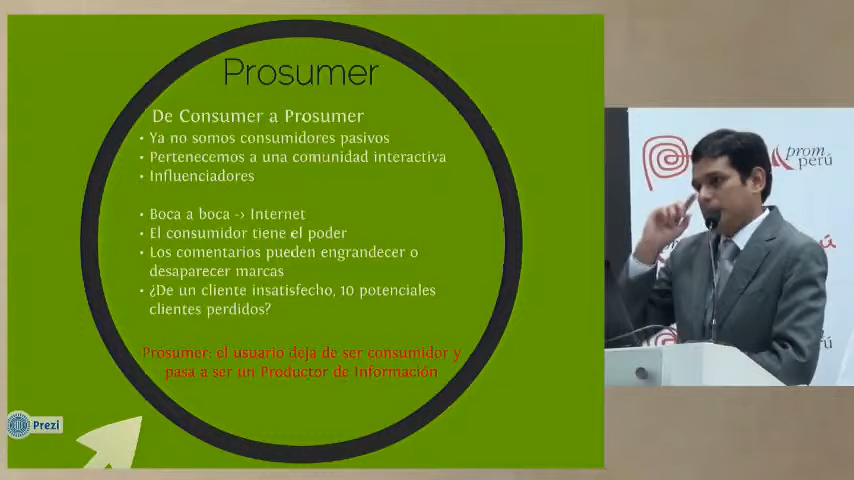 Prosumer
De Consumer a Prosumer
• Ya no somos consumidores pasivos
• Pertenecemos a una comunidad interactiva
• Influenciadores
• Boca a boca -> Internet
• El consumidor tiene el poder
• Los comentarios pueden engrandecer o
desaparecer marcas
• ¿De un cliente insatisfecho, 10 potenciales
clientes perdidos?
Prosumer: el usuario deja de ser consumidor y
pasa a ser un Productor de Información
Prezi
prom
perú